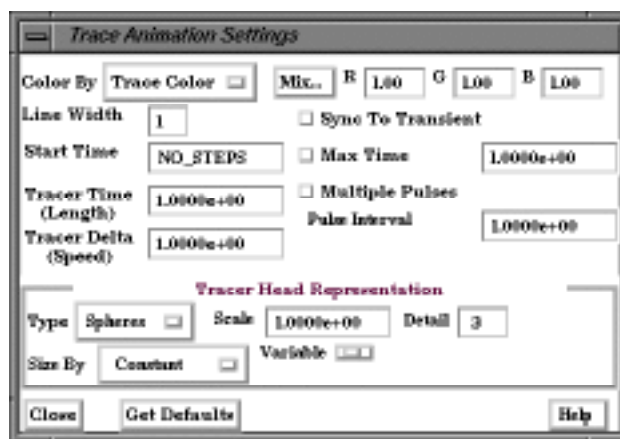 Trace Animation Settings
Color By Trace Color Mix.. R 1.00 G 1.00 B 1.00
Line Width 1 Sync To Transient
Start Time NO_STEPS Max Time 1.0000e+00
Tracer Time (Length) 1.0000e+00 Multiple Pulses
Pulse Interval 1.0000e+00
Tracer Delta (Speed) 1.0000e+00
Tracer Head Representation
Type Spheres Scale 1.0000e+00 Detail 3
Size By Constant Variable
Close Get Defaults Help